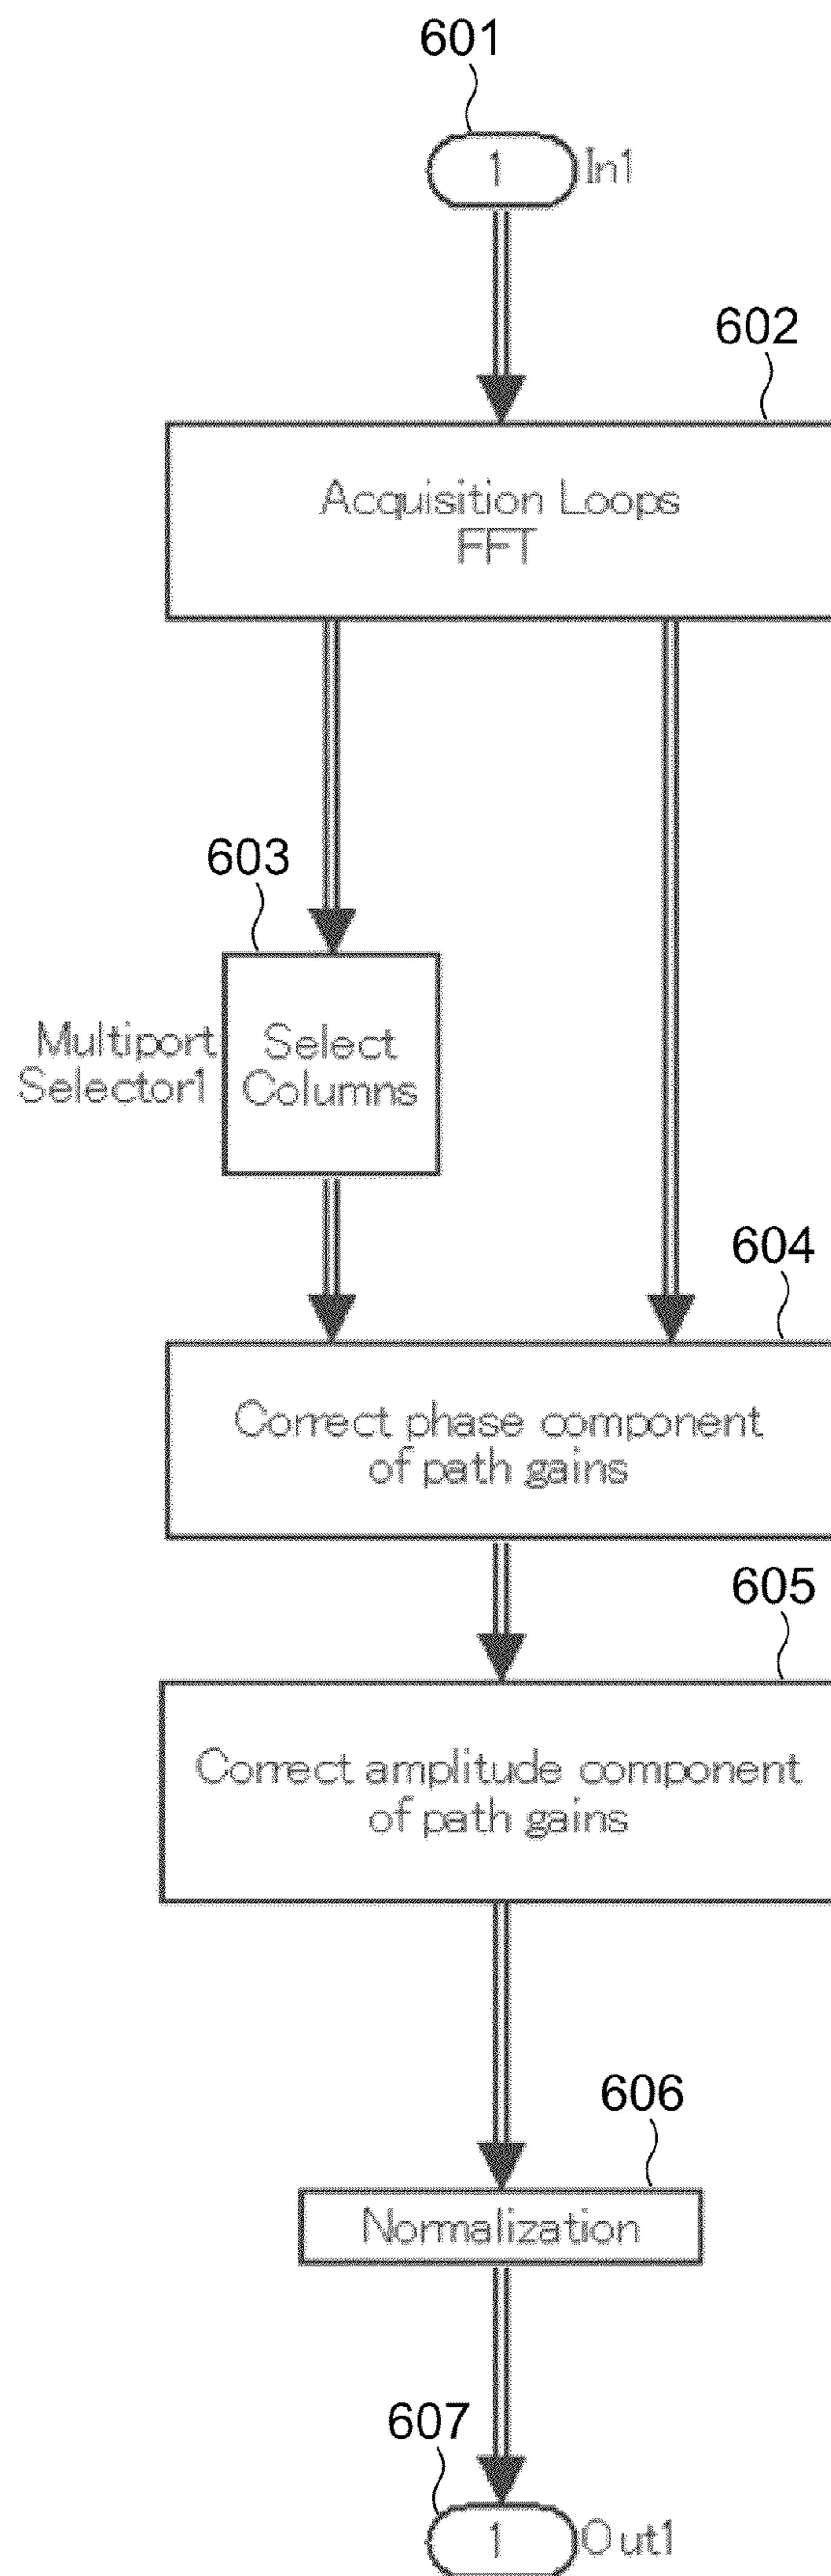 601
1 In1
602
Acquisition Loops
FFT
603
Multiport
Selector1
Select
Columns
604
Correct phase component
of path gains
605
Correct amplitude component
of path gains
606
Normalization
607
1 Out1